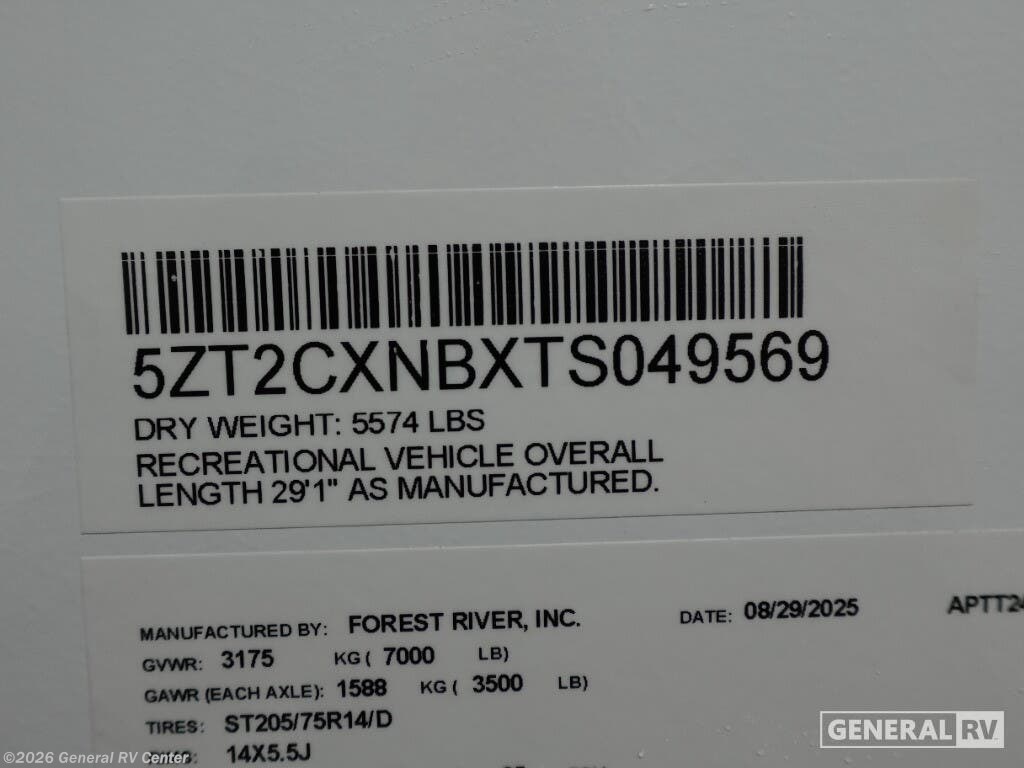 5ZT2CXNBXTS049569
DRY WEIGHT: 5574 LBS
RECREATIONAL VEHICLE OVERALL
LENGTH 29'1" AS MANUFACTURED.
MANUFACTURED BY: FOREST RIVER, INC. DATE: 08/29/2025 APTT24
GVWR: 3175 KG ( 7000 LB)
GAWR (EACH AXLE): 1588 KG ( 3500 LB)
TIRES: ST205/75R14/D
14X5.5J
GENERAL RV
©2026 General RV Center